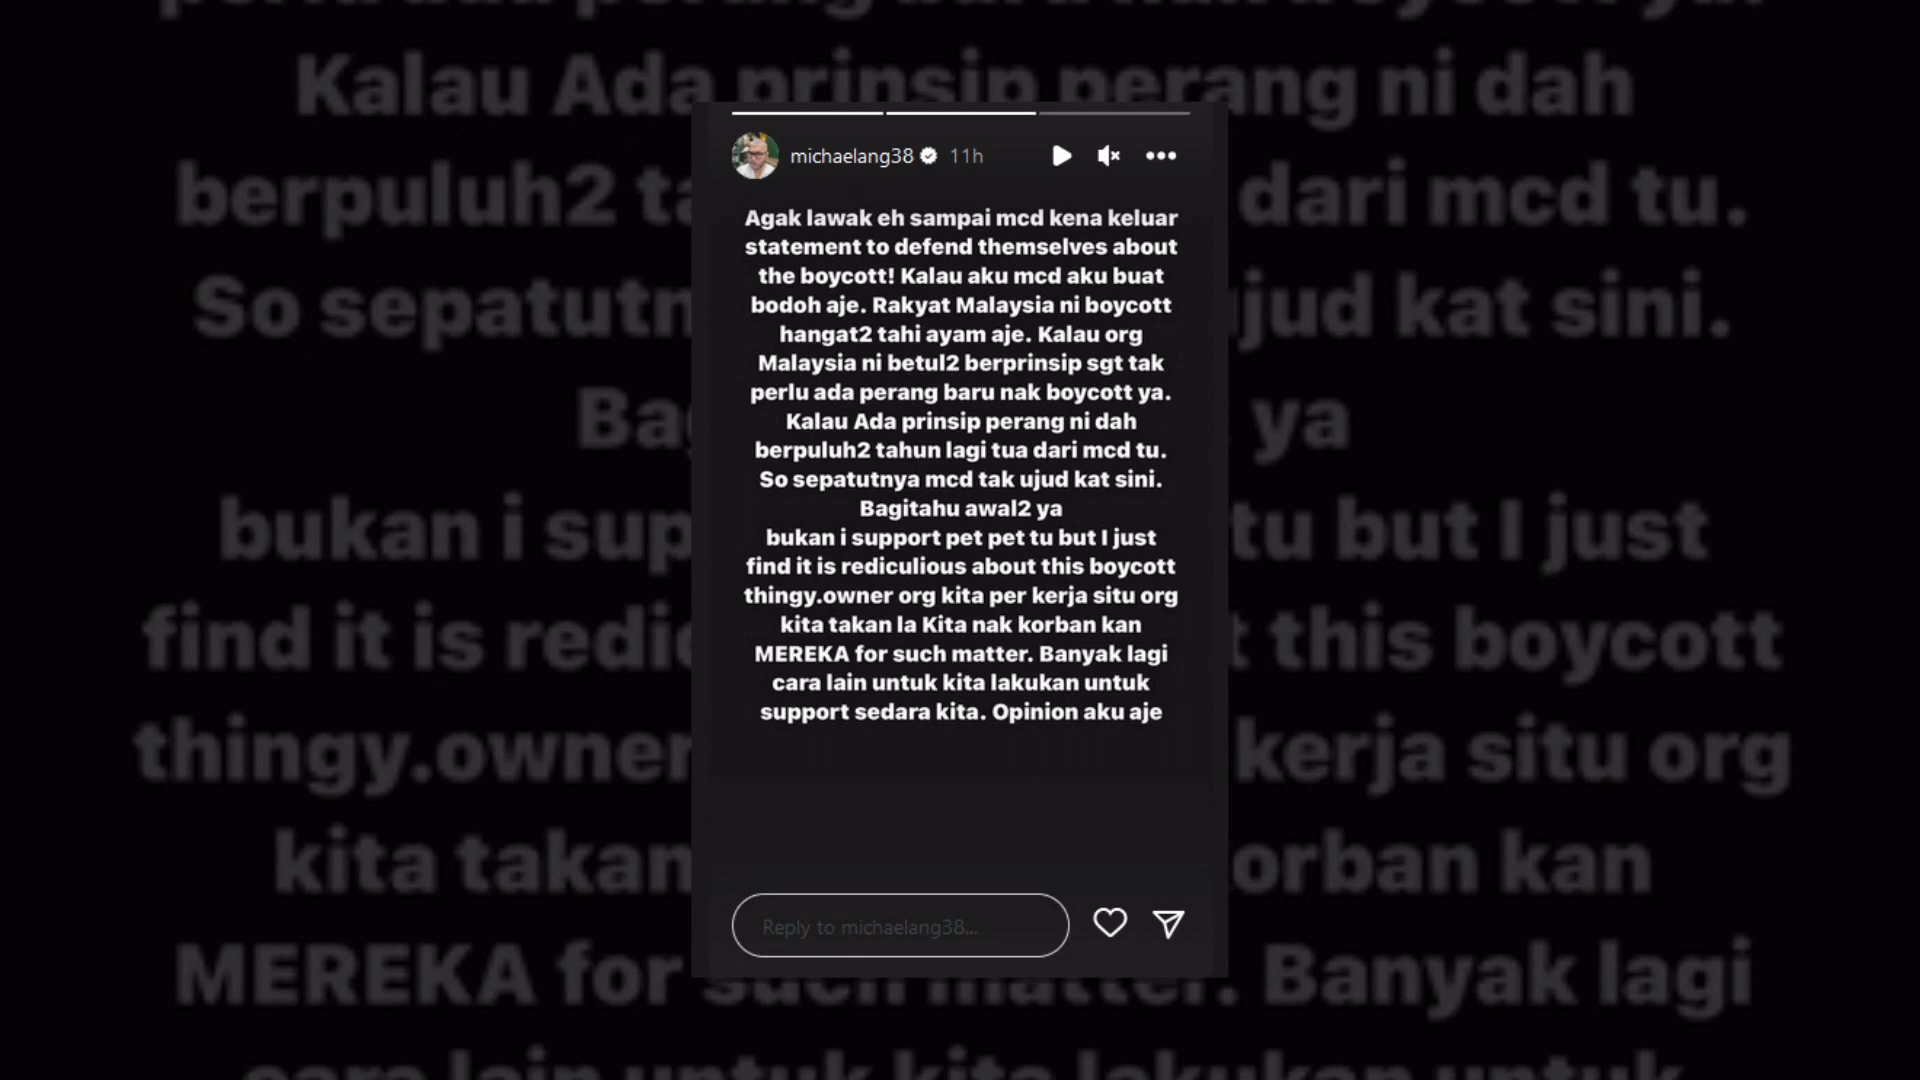 michaelang38 11h
Agak lawak eh sampai mcd kena keluar
statement to defend themselves about
the boycott! Kalau aku mcd aku buat
bodoh aje. Rakyat Malaysia ni boycott
hangat2 tahi ayam aje. Kalau org
Malaysia ni betul2 berprinsip sgt tak
perlu ada perang baru nak boycott ya.
Kalau Ada prinsip perang ni dah
berpuluh2 tahun lagi tua dari mcd tu.
So sepatutnya mcd tak ujud kat sini.
Bagitahu awal2 ya
bukan i support pet pet tu but I just
find it is rediculious about this boycott
thingy.owner org kita per kerja situ org
kita takan la Kita nak korban kan
MEREKA for such matter. Banyak lagi
cara lain untuk kita lakukan untuk
support sedara kita. Opinion aku aje
Reply to michaelang38...